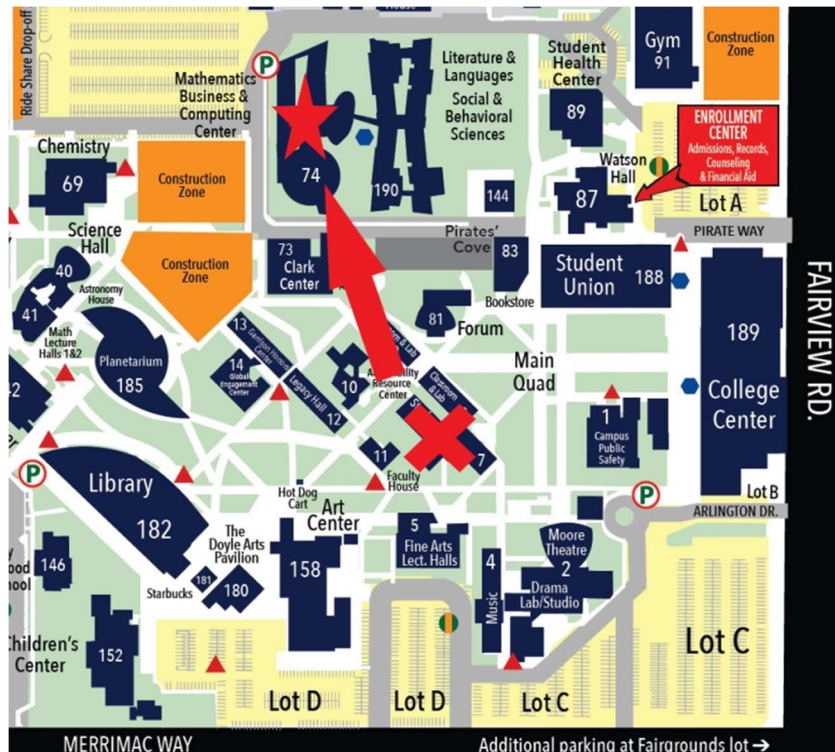 Ride Share Drop-off
House
P
Mathematics
Business &
Computing
Center
74
190
Literature &
Languages
Social &
Behavioral
Sciences
Student
Health
Center
89
Gym
91
Construction
Zone
ENROLLMENT
CENTER
Admissions, Records,
Counseling
& Financial Aid
Watson
Hall
87
Lot A
PIRATE WAY
144
Chemistry
69
Construction
Zone
Science
Hall
40
41
Astronomy
House
Math
Lecture
Halls 1&2
Construction
Zone
73
Clark
Center
Pirates'
Cove
83
Bookstore
Student
Union
188
189
College
Center
FAIRVIEW RD.
81
Forum
Main
Quad
Planetarium
185
13
Garrison Honors
Center
14
Global
Engagement
Center
Legacy Hall
12
10
Resource
Center
Classroom
& Lab
7
11
Faculty
House
1
Campus
Public
Safety
P
Library
182
Hot Dog
Cart
Art
Center
158
The
Doyle Arts
Pavilion
181
180
Starbucks
5
Fine Arts
Lect. Halls
4
Music
Moore
Theatre
2
Drama
Lab/Studio
P
Lot B
ARLINGTON DR.
146
Children's
Center
152
Lot D
Lot D
Lot C
Lot C
MERRIMAC WAY
Additional parking at Fairgrounds lot →